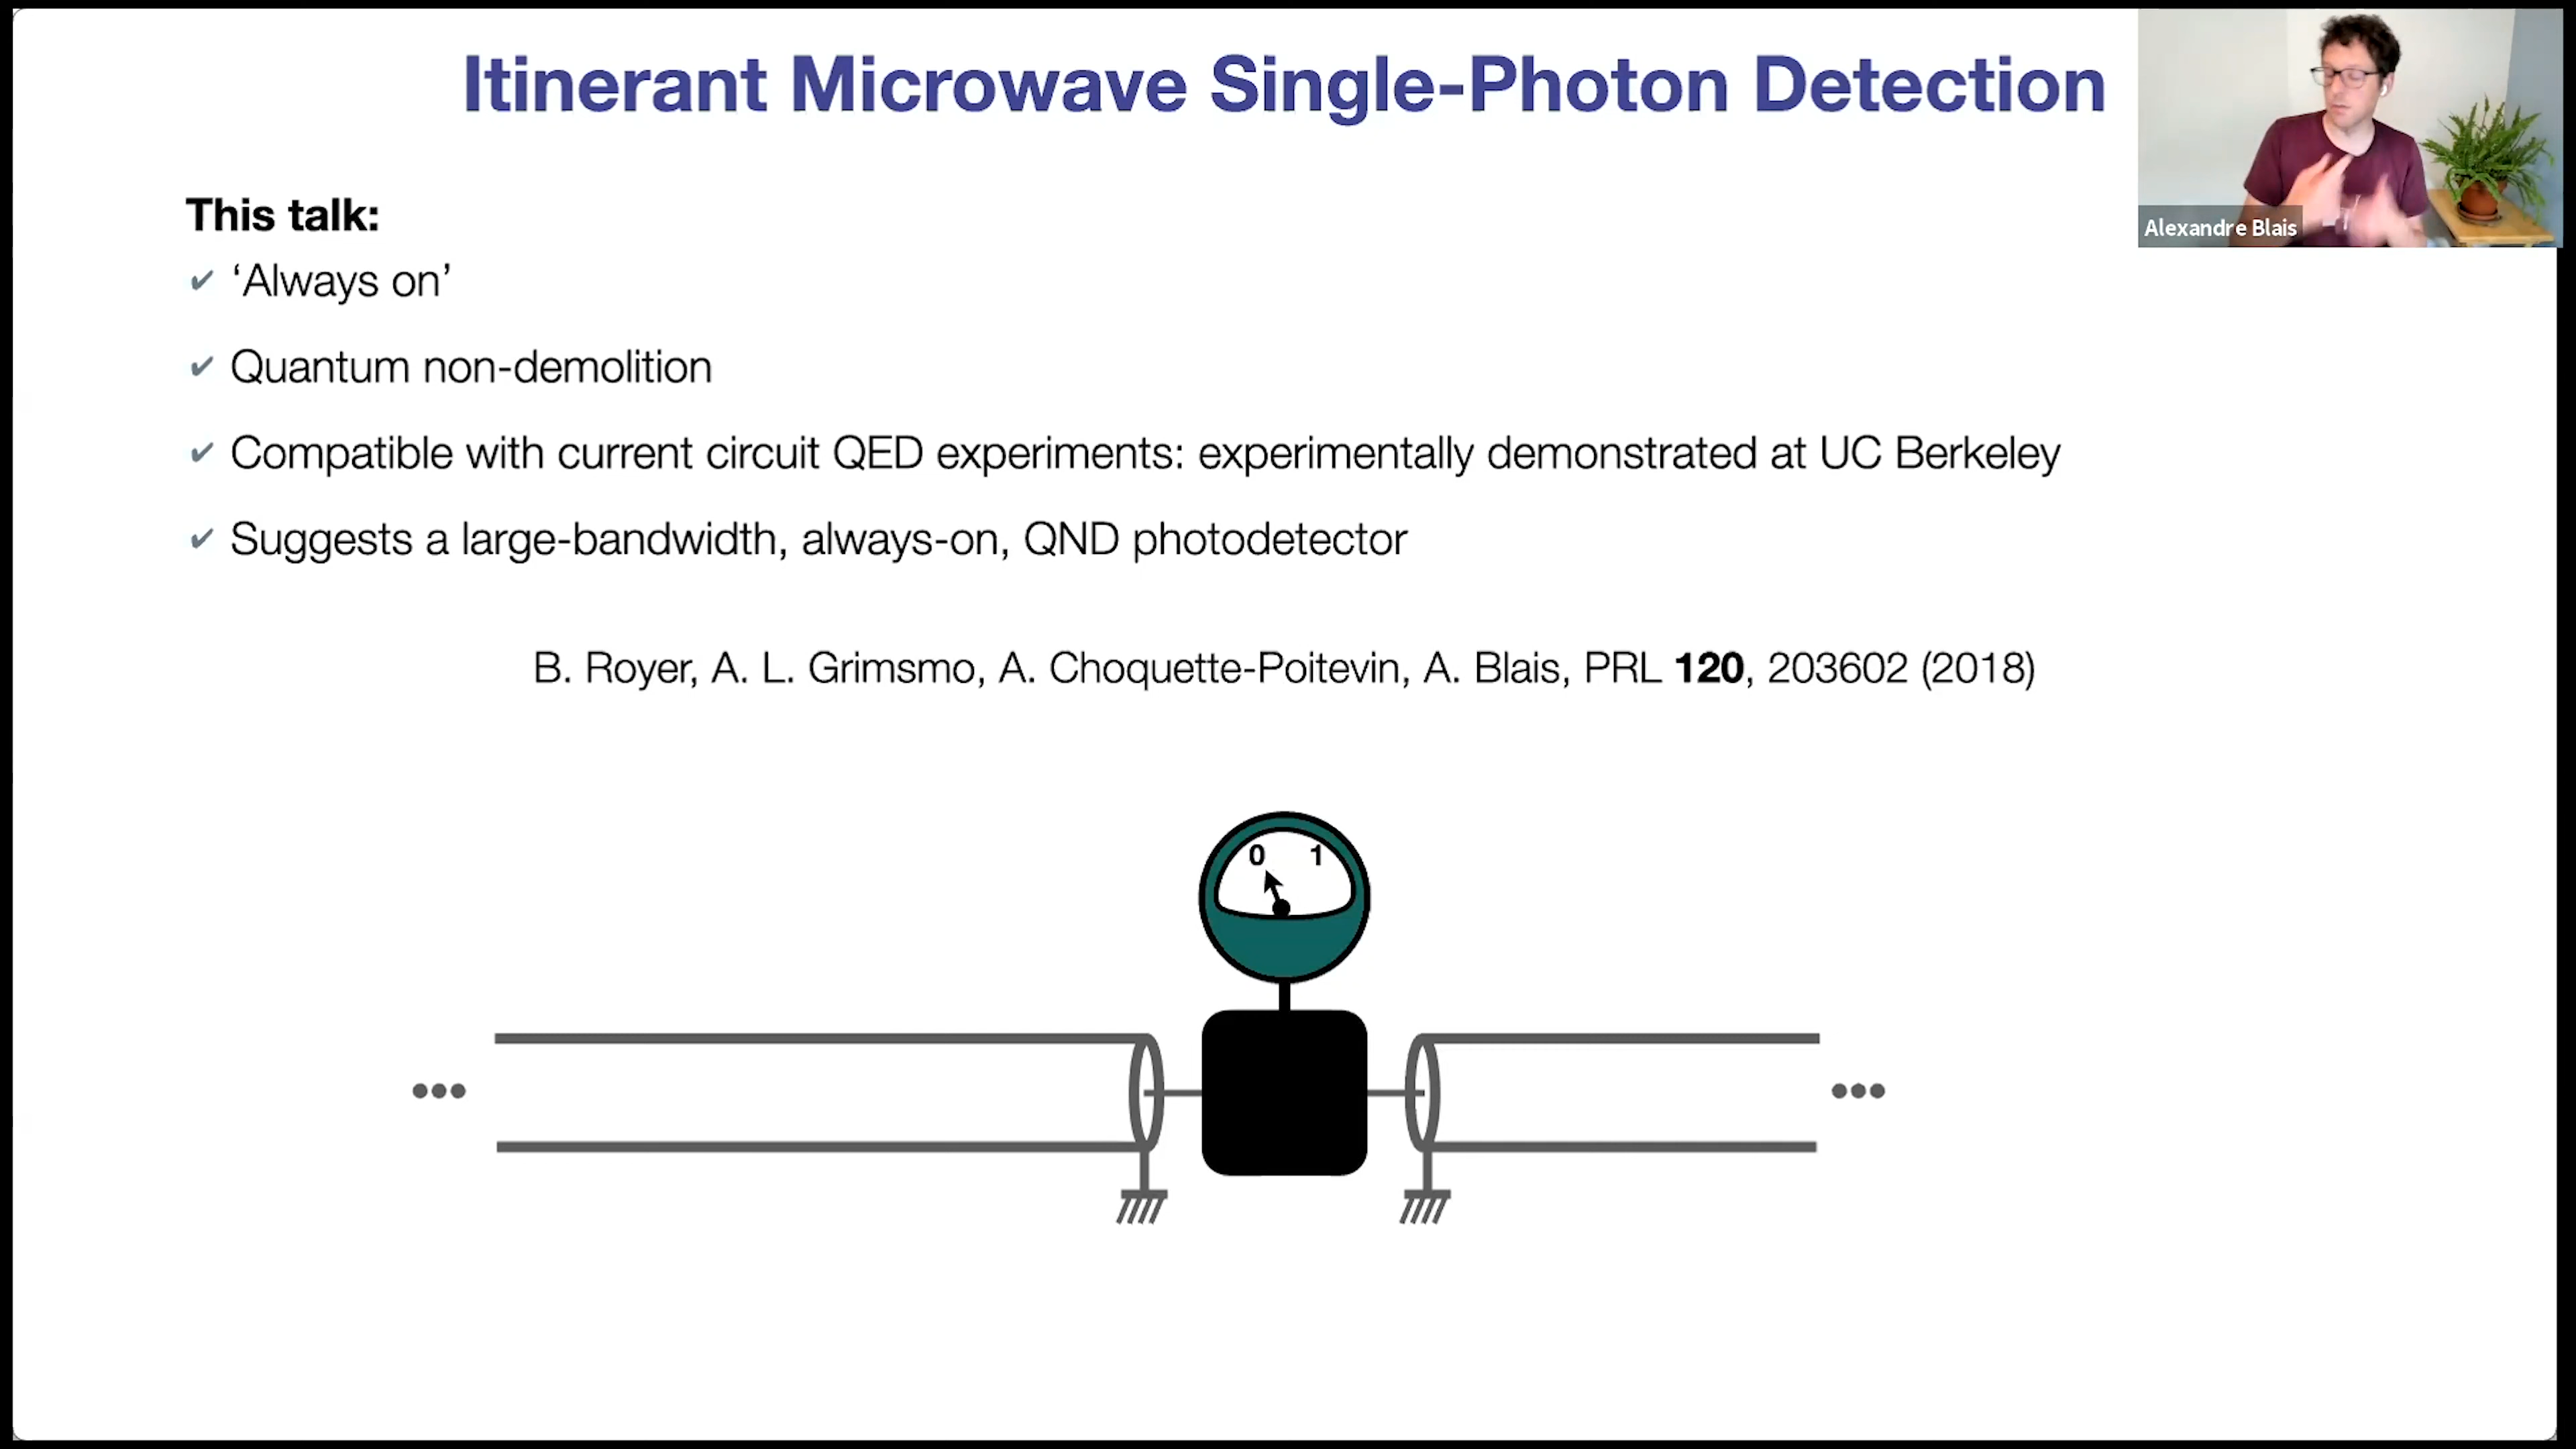 Itinerant Microwave Single-Photon Detection
Alexandre Blais
This talk:
✔ ‘Always on’
✔ Quantum non-demolition
✔ Compatible with current circuit QED experiments: experimentally demonstrated at UC Berkeley
✔ Suggests a large-bandwidth, always-on, QND photodetector
B. Royer, A. L. Grimsmo, A. Choquette-Poitevin, A. Blais, PRL 120, 203602 (2018)
0 1